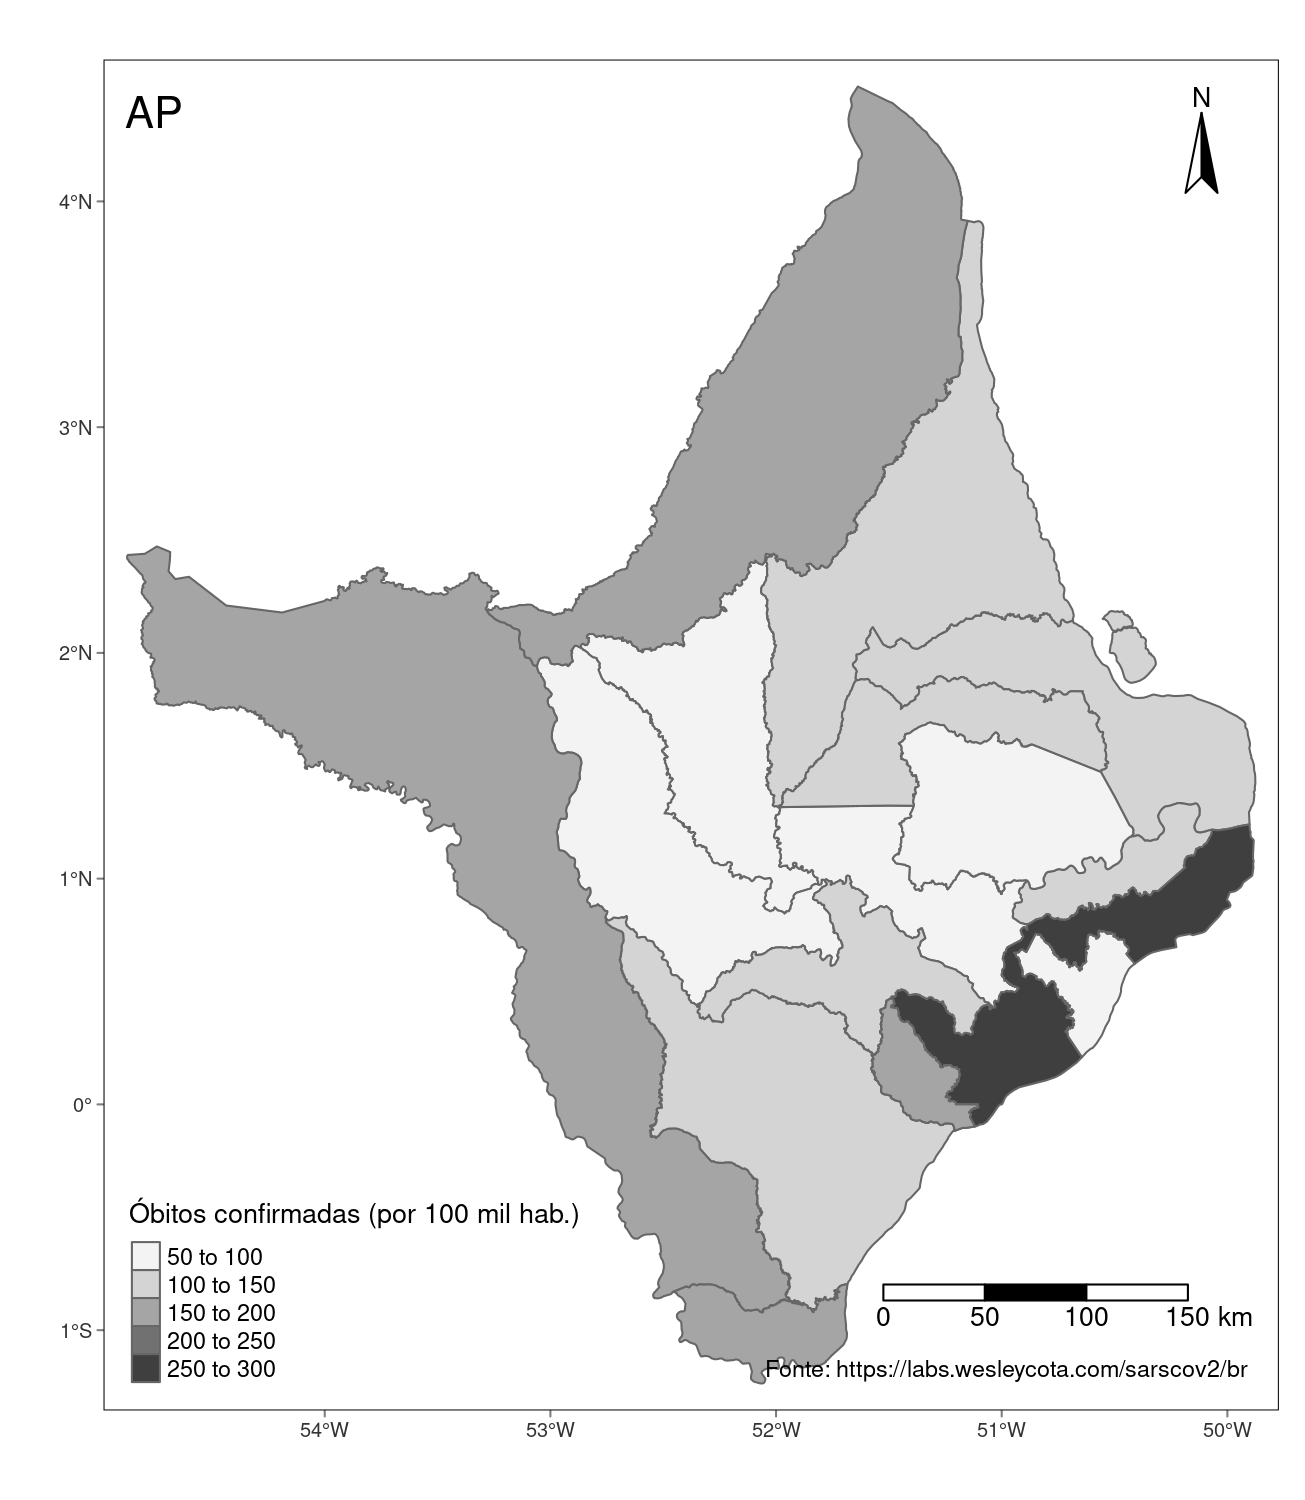 AP
N
4°N
3°N
2°N
1°N
0°
1°S
Óbitos confirmadas (por 100 mil hab.)
50 to 100
100 to 150
150 to 200
200 to 250
250 to 300
0 50 100 150 km
Fonte: https://labs.wesleycota.com/sarscov2/br
54°W 53°W 52°W 51°W 50°W